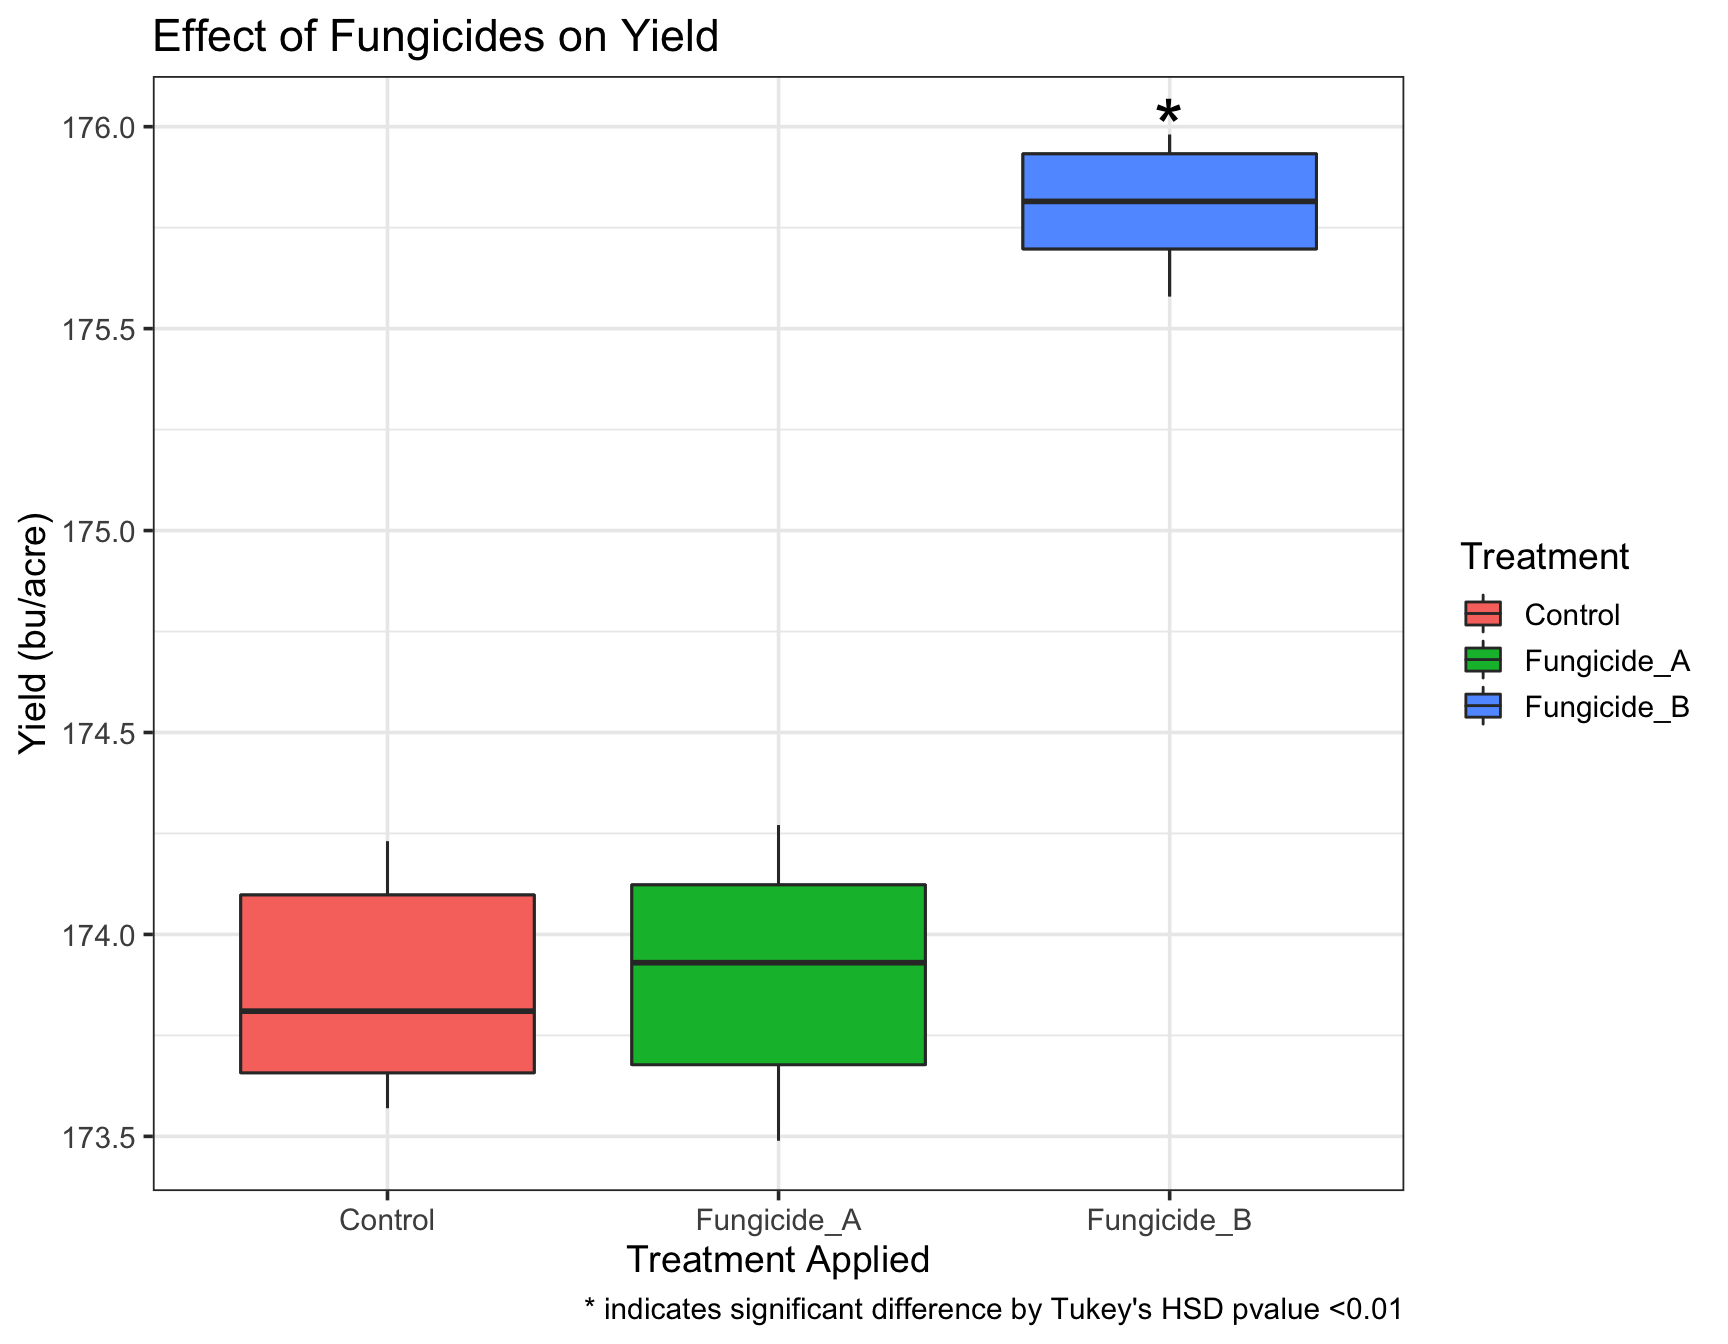 Effect of Fungicides on Yield
*
176.0
175.5
175.0
174.5
174.0
173.5
Yield (bu/acre)
Control
Fungicide_A
Fungicide_B
Treatment Applied
* indicates significant difference by Tukey's HSD pvalue <0.01
Treatment
Control
Fungicide_A
Fungicide_B